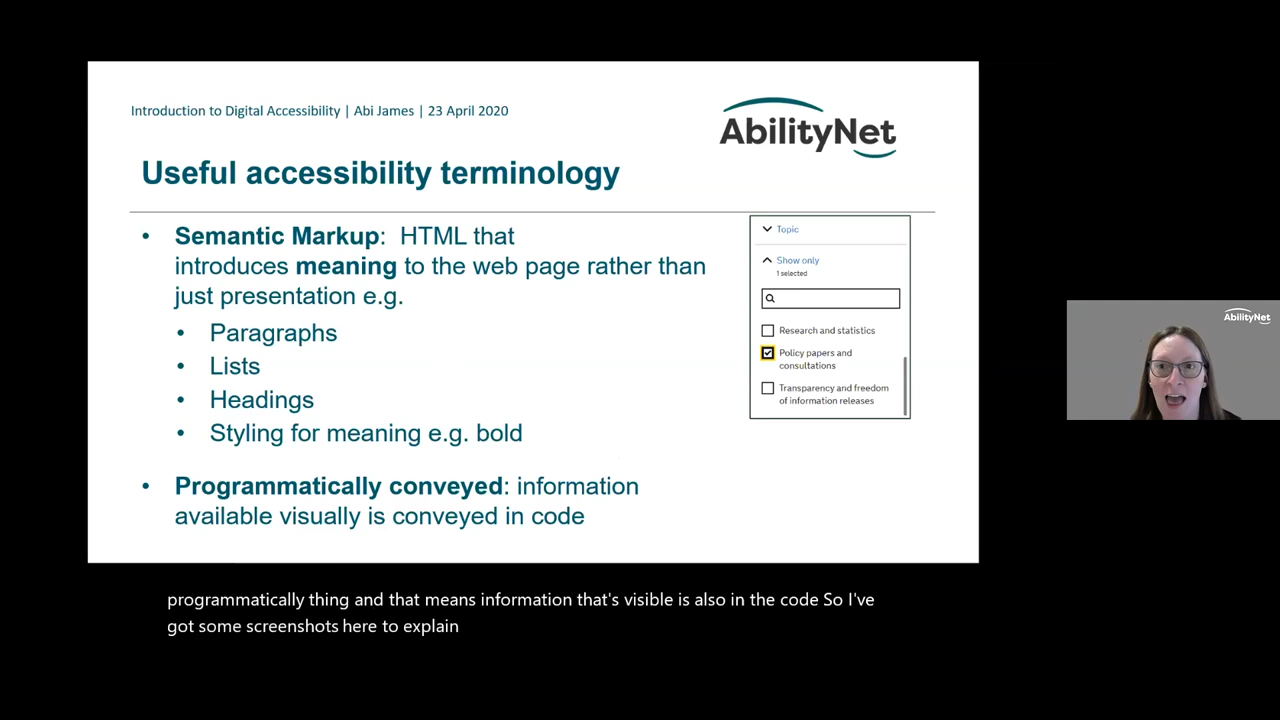 Introduction to Digital Accessibility | Abi James | 23 April 2020
AbilityNet
Useful accessibility terminology
• Semantic Markup:  HTML that
introduces meaning to the web page rather than
just presentation e.g.
• Paragraphs
• Lists
• Headings
• Styling for meaning e.g. bold
• Programmatically conveyed: information
available visually is conveyed in code
Topic
Show only
1 selected
Research and statistics
Policy papers and
consultations
Transparency and freedom
of information releases
AbilityNet
programmatically thing and that means information that's visible is also in the code So I've
got some screenshots here to explain